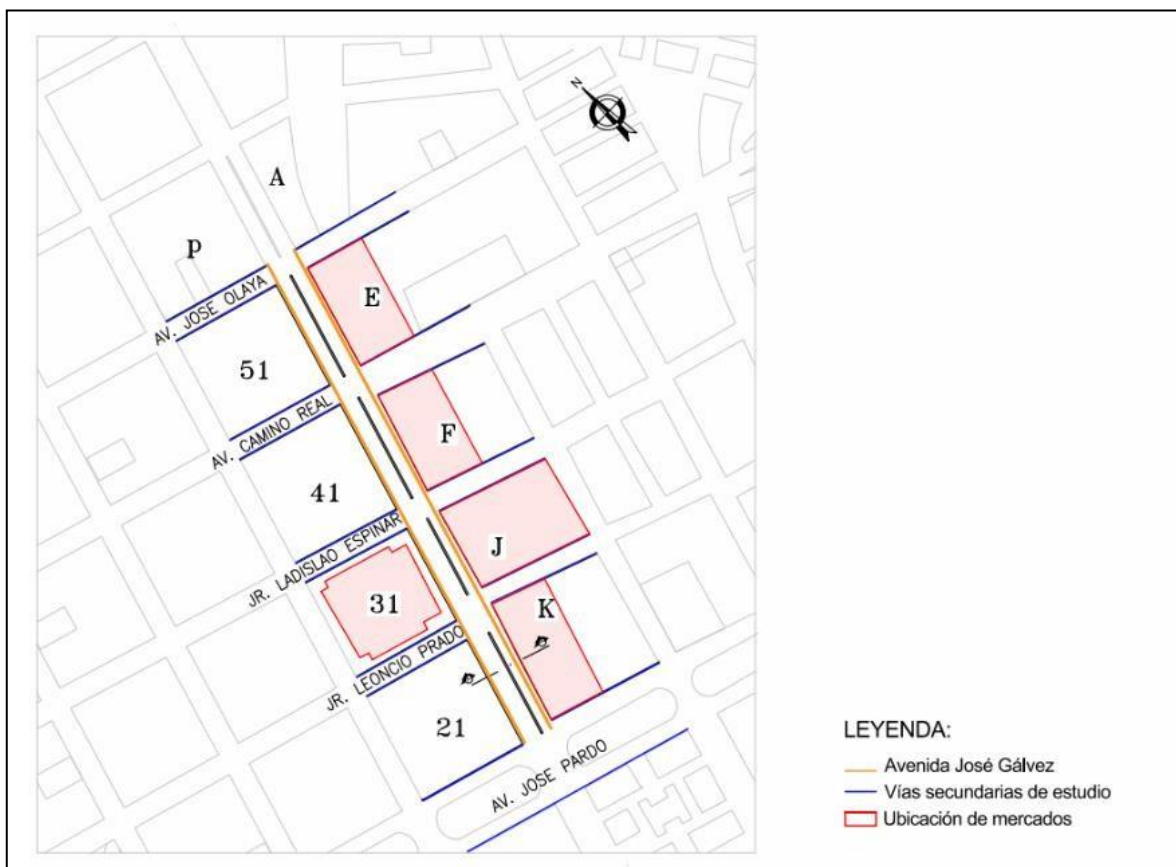 N
A
P
E
AV. JOSE OLAYA
51
AV. CAMINO REAL
F
41
J
JR. LADISLAO ESPINAR
31
K
JR. LEONCIO PRADO
21
AV. JOSE PARDO
LEYENDA:
Avenida José Gálvez
Vías secundarias de estudio
Ubicación de mercados